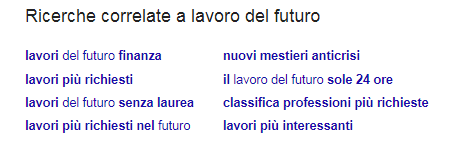 Ricerche correlate a lavoro del futuro
lavori del futuro finanza
lavori più richiesti
lavori del futuro senza laurea
lavori più richiesti nel futuro
nuovi mestieri anticrisi
il lavoro del futuro sole 24 ore
classifica professioni più richieste
lavori più interessanti